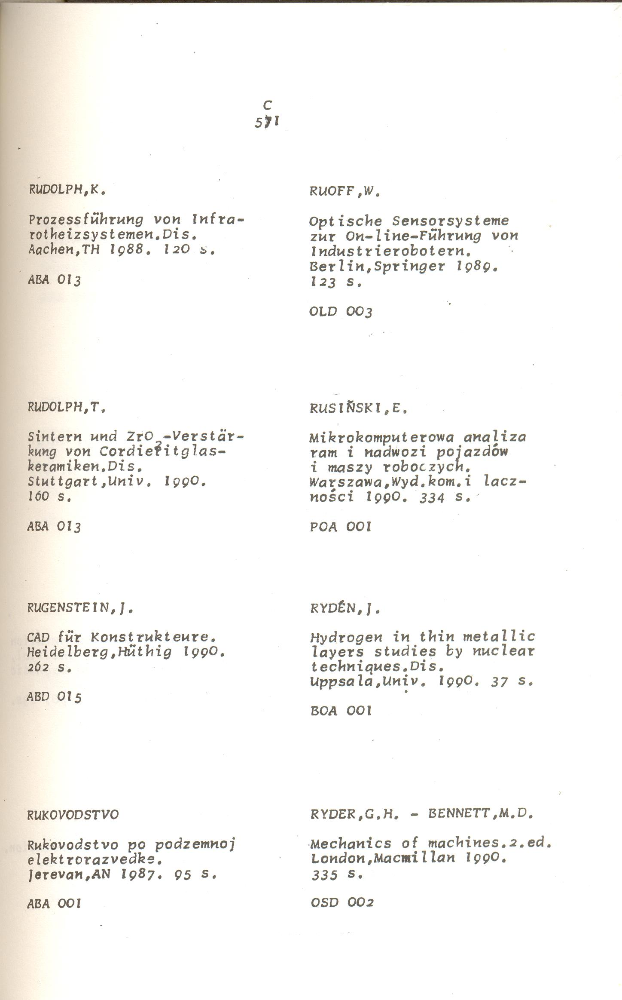 C
571
RUDOLPH,K.
Prozessführung von Infra-
rotheizsystemen.Dis.
Aachen,TH 1988. 120 s.
ABA 013
RUDOLPH,T.
Sintern und ZrO₂-Verstär-
kung von Cordieritglas-
keramiken.Dis.
Stuttgart,Univ. 1990.
160 s.
ABA 013
RUGENSTEIN,J.
CAD für Konstrukteure.
Heidelberg,Hüthig 1990.
262 s.
ABD 015
RUKOVODSTVO
Rukovodstvo po podzemnoj
elektrorazvedke.
Jerevan,AN 1987. 95 s.
ABA 001
RUOFF,W.
Optische Sensorsysteme
zur On-line-Führung von
Industrierobotern.
Berlin,Springer 1989.
123 s.
OLD 003
RUSIŇSKI,E.
Mikrokomputerowa analiza
ram i nadwozi pojazdów
i maszy roboczych.
Warszawa,Wyd.kom.i lacz-
ności 1990. 334 s.
POA 001
RYDÉN,J.
Hydrogen in thin metallic
layers studies by nuclear
techniques.Dis.
Uppsala,Univ. 1990. 37 s.
BOA 001
RYDER,G.H. - BENNETT,M.D.
Mechanics of machines.2.ed.
London,Macmillan 1990.
335 s.
OSD 002